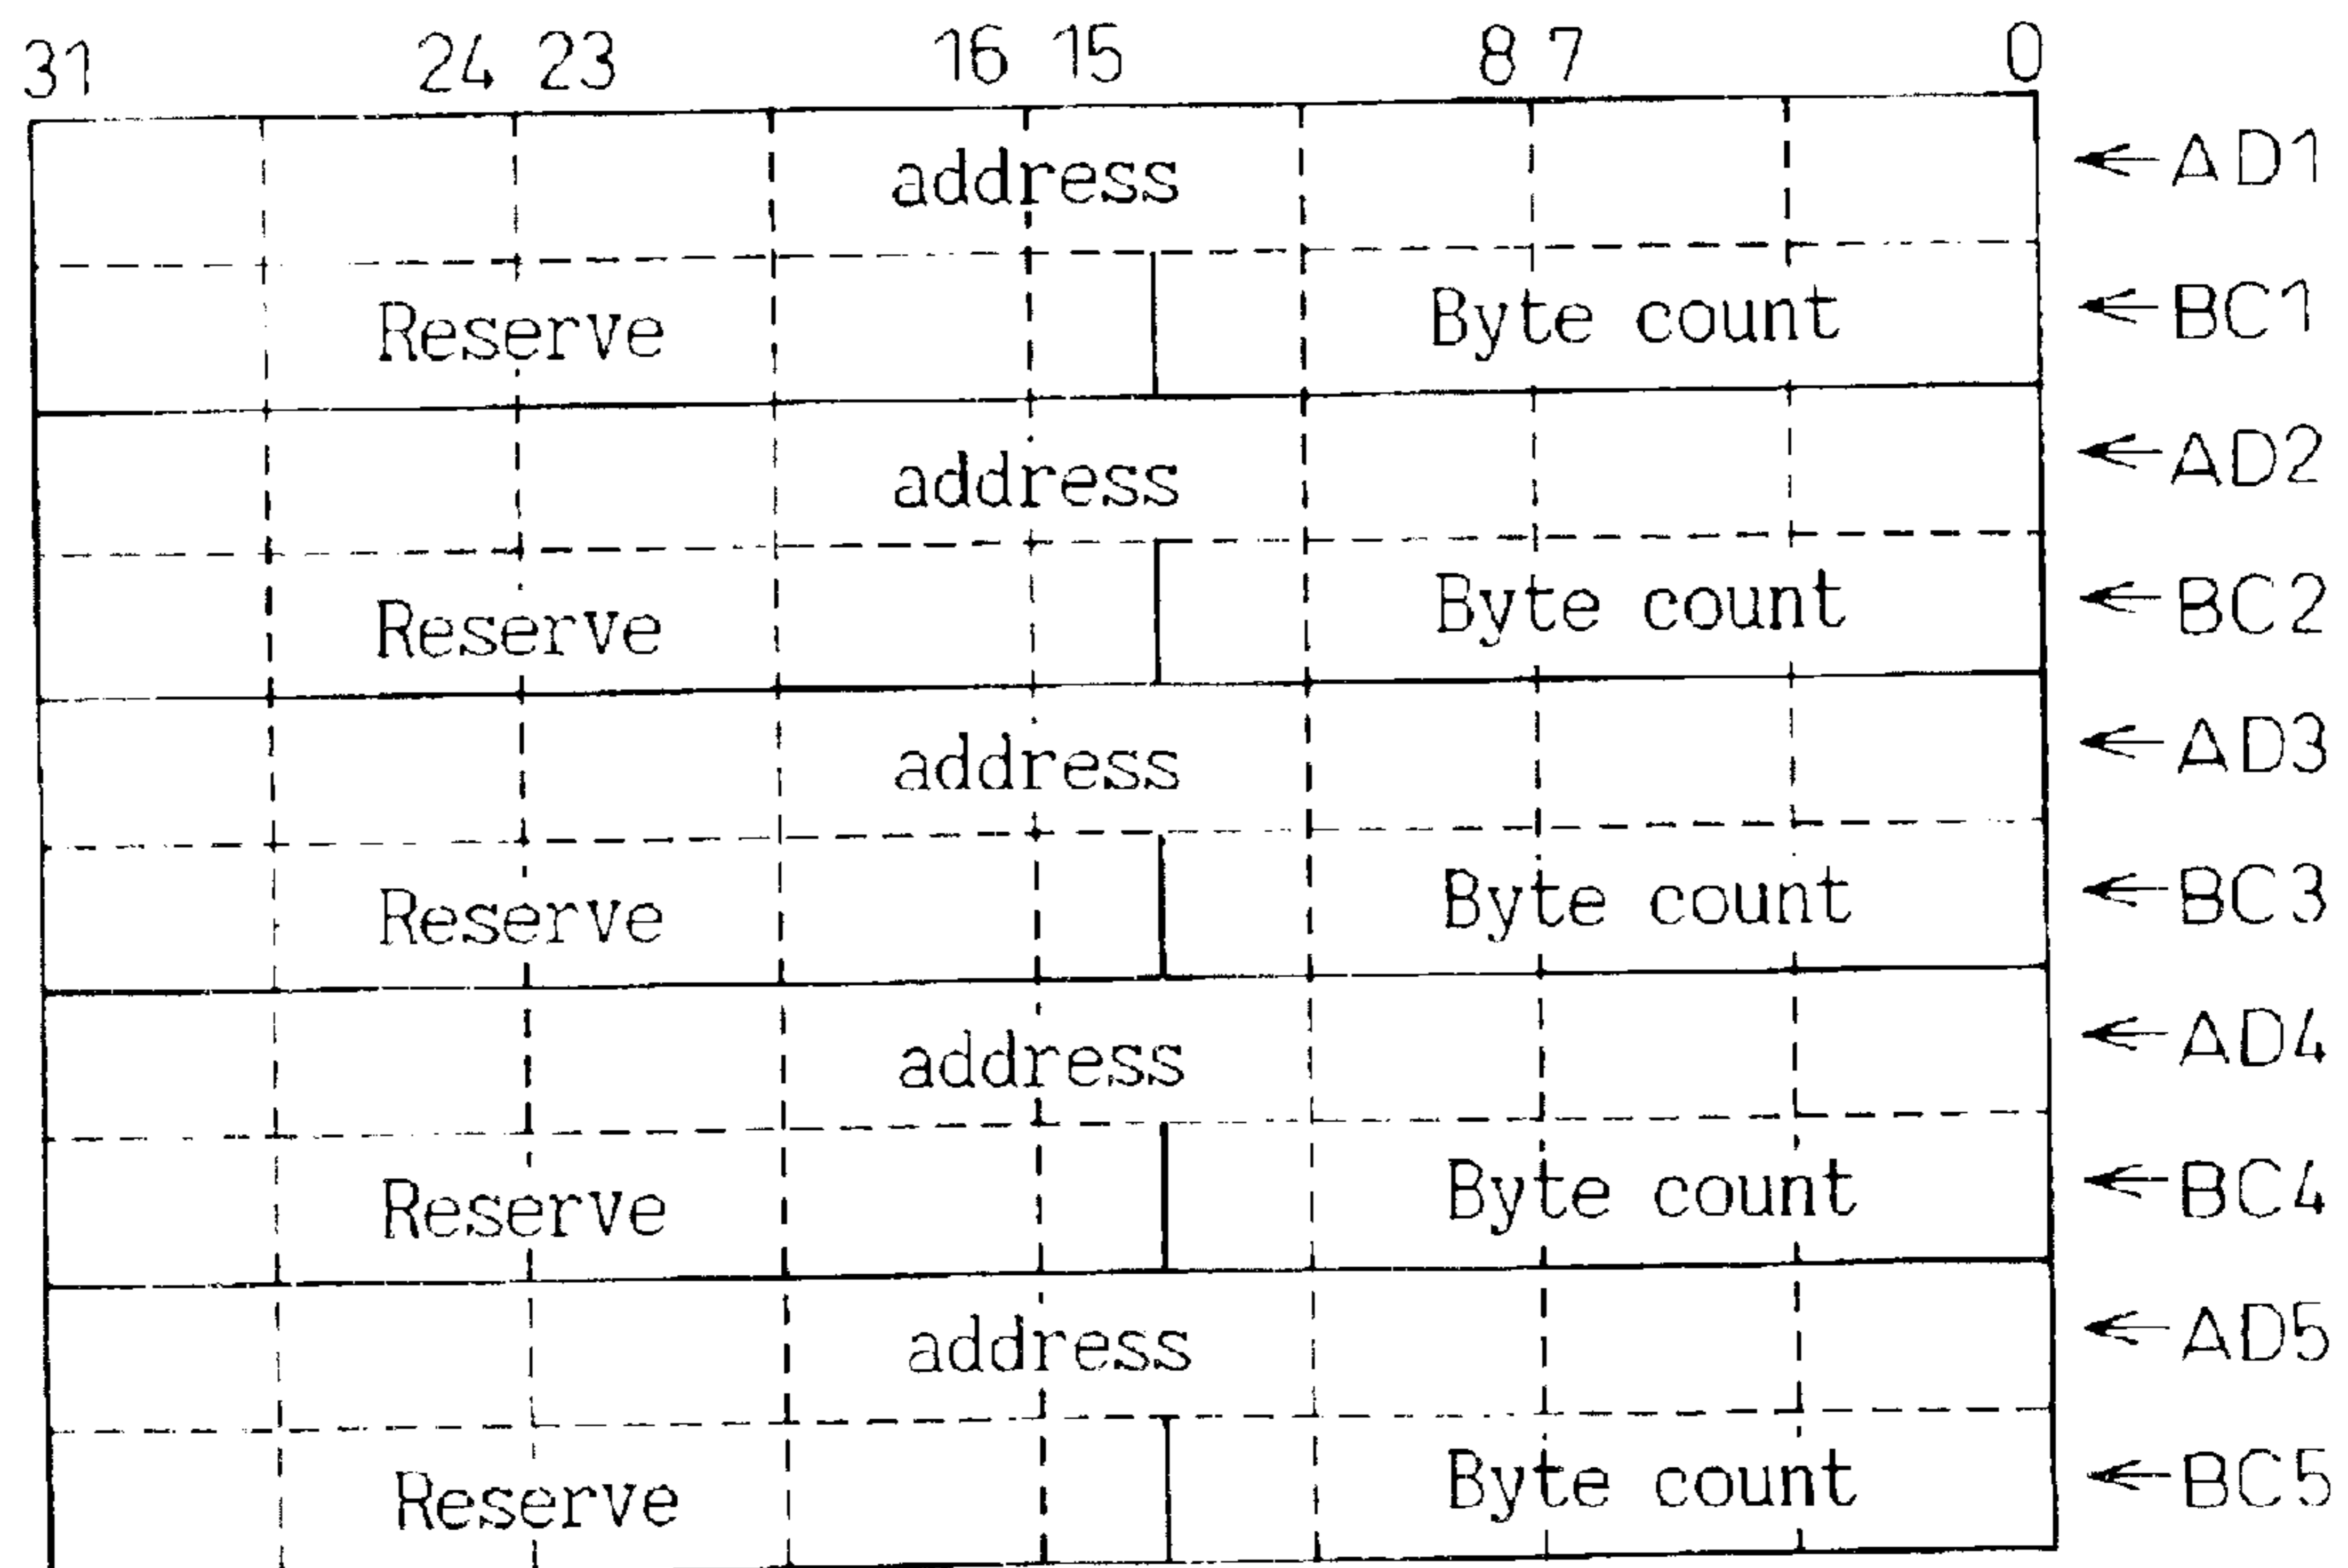 31 24 23 16 15 8 7 0
address ←AD1
Reserve Byte count ←BC1
address ←AD2
Reserve Byte count ←BC2
address ←AD3
Reserve Byte count ←BC3
address ←AD4
Reserve Byte count ←BC4
address ←AD5
Reserve Byte count ←BC5